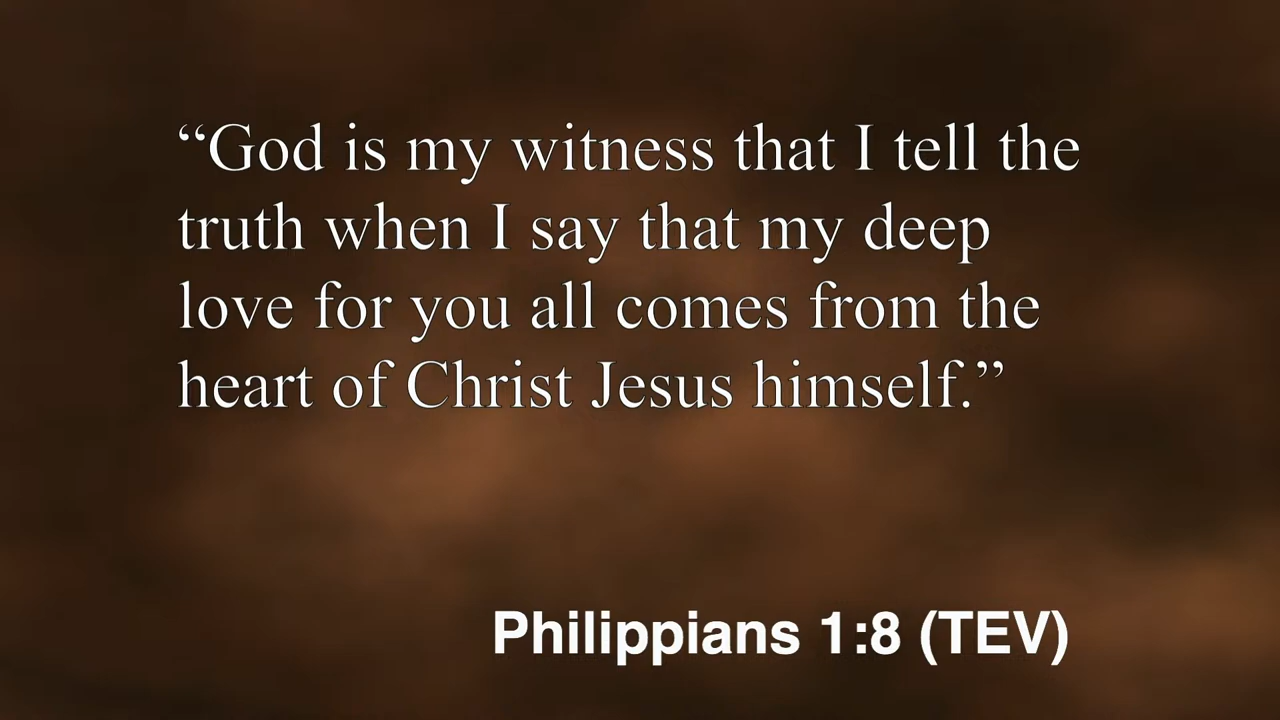 “God is my witness that I tell the
truth when I say that my deep
love for you all comes from the
heart of Christ Jesus himself.”
Philippians 1:8 (TEV)